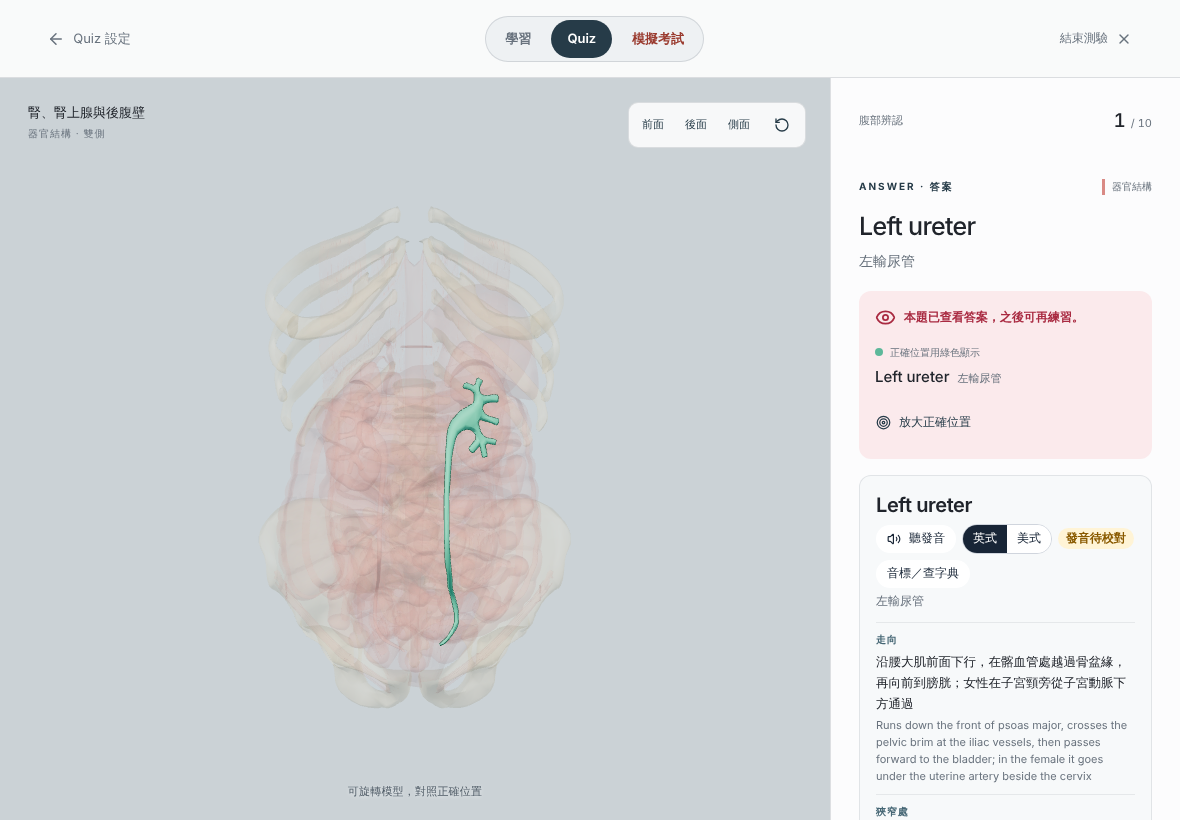 Quiz 設定
學習
Quiz
模擬考試
結束測驗
腎、腎上腺與後腹壁
器官結構 · 雙側
前面
後面
側面
可旋轉模型，對照正確位置
腹部辨認
1 / 10
ANSWER · 答案
器官結構
Left ureter
左輸尿管
本題已查看答案，之後可再練習。
正確位置用綠色顯示
Left ureter 左輸尿管
放大正確位置
Left ureter
聽發音
英式
美式
發音待校對
音標／查字典
左輸尿管
走向
沿腰大肌前面下行，在髂血管處越過骨盆緣，
再向前到膀胱；女性在子宮頸旁從子宮動脈下
方通過
Runs down the front of psoas major, crosses the
pelvic brim at the iliac vessels, then passes
forward to the bladder; in the female it goes
under the uterine artery beside the cervix
狹窄處